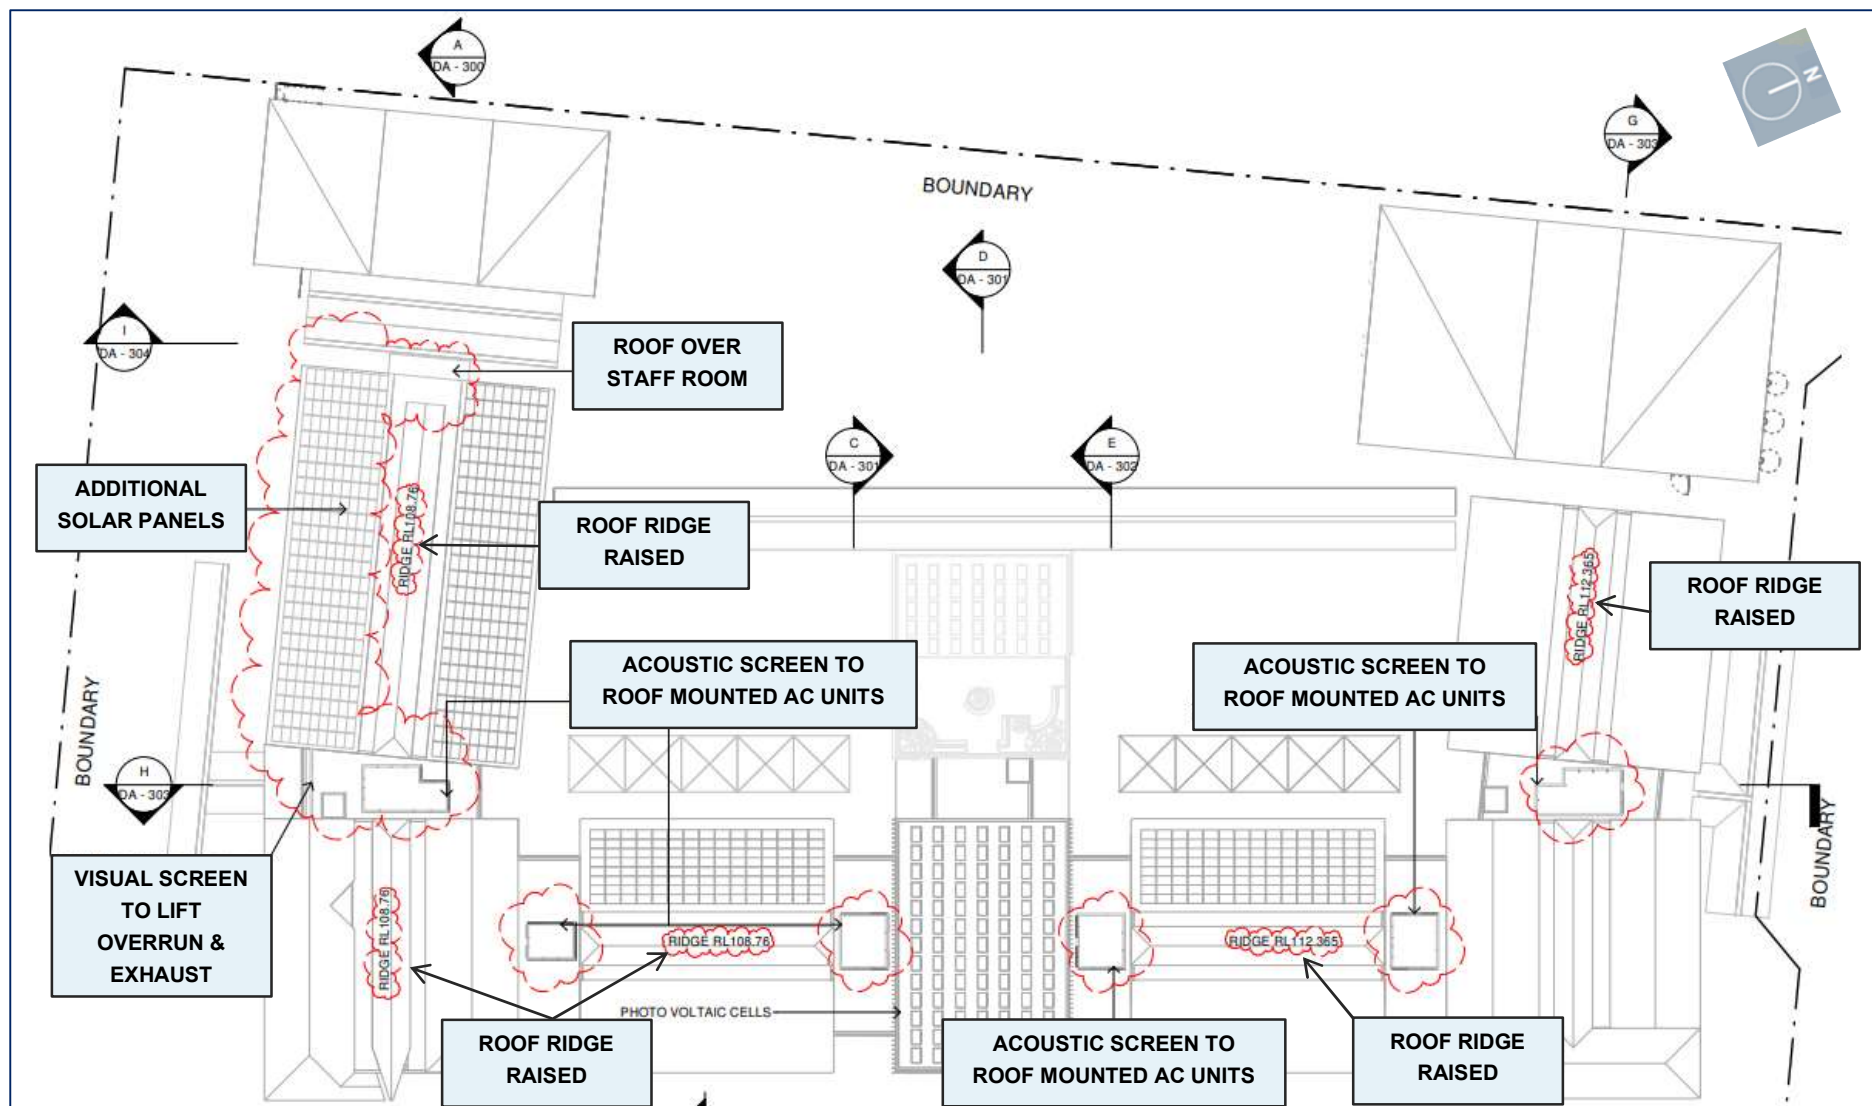 A
DA - 300
N
G
DA - 303
BOUNDARY
D
DA - 301
I
DA - 304
ROOF OVER
STAFF ROOM
C
DA - 301
E
DA - 302
ADDITIONAL
SOLAR PANELS
RIDGE RL108.76
ROOF RIDGE
RAISED
RIDGE RL112.365
ROOF RIDGE
RAISED
ACOUSTIC SCREEN TO
ROOF MOUNTED AC UNITS
ACOUSTIC SCREEN TO
ROOF MOUNTED AC UNITS
BOUNDARY
H
DA - 303
BOUNDARY
VISUAL SCREEN
TO LIFT
OVERRUN &
EXHAUST
RIDGE RL108.76
RIDGE RL108.76
RIDGE RL112.365
PHOTO VOLTAIC CELLS
ROOF RIDGE
RAISED
ACOUSTIC SCREEN TO
ROOF MOUNTED AC UNITS
ROOF RIDGE
RAISED